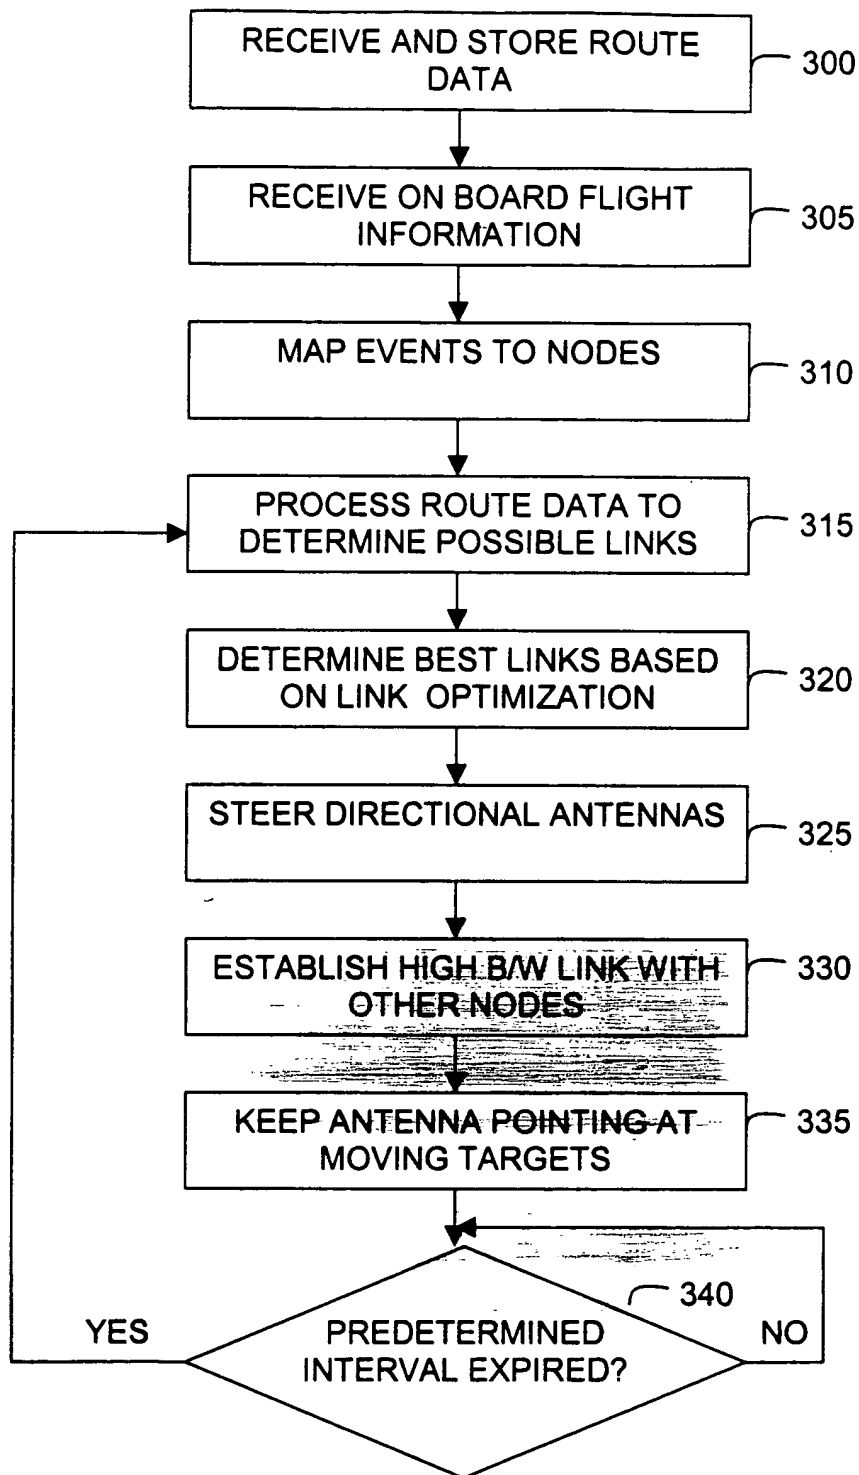 RECEIVE AND STORE ROUTE
DATA
300
RECEIVE ON BOARD FLIGHT
INFORMATION
305
MAP EVENTS TO NODES
310
PROCESS ROUTE DATA TO
DETERMINE POSSIBLE LINKS
315
DETERMINE BEST LINKS BASED
ON LINK OPTIMIZATION
320
STEER DIRECTIONAL ANTENNAS
325
ESTABLISH HIGH B/W LINK WITH
OTHER NODES
330
KEEP ANTENNA POINTING AT
MOVING TARGETS
335
340
YES
PREDETERMINED
INTERVAL EXPIRED?
NO